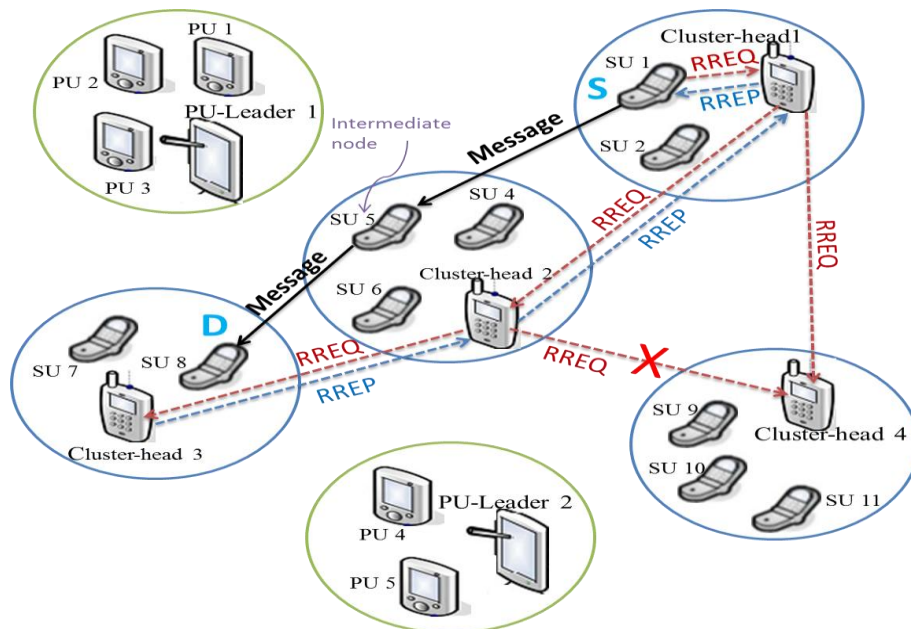 PU 1
PU 2
PU-Leader 1
PU 3
Cluster-head1
SU 1
RREQ
S
RREP
SU 2
Intermediate
node
Message
SU 4
SU 5
RREQ
RREP
RREQ
Cluster-head 2
SU 6
Message
D
SU 7
SU 8
RREQ
RREP
RREQ
X
Cluster-head 3
SU 9
Cluster-head 4
SU 10
SU 11
PU-Leader 2
PU 4
PU 5